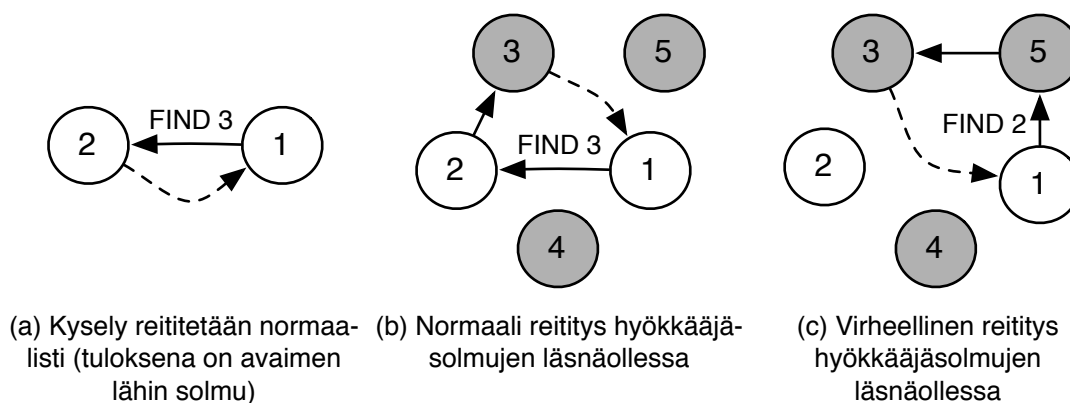 FIND 3
2
1
3
5
FIND 3
2
1
4
3
5
FIND 2
2
1
4
(a) Kysely reititetään normaa-
listi (tuloksena on avaimen
lähin solmu)
(b) Normaali reititys hyökkääjä-
solmujen läsnäollessa
(c) Virheellinen reititys
hyökkääjäsolmujen
läsnäollessa